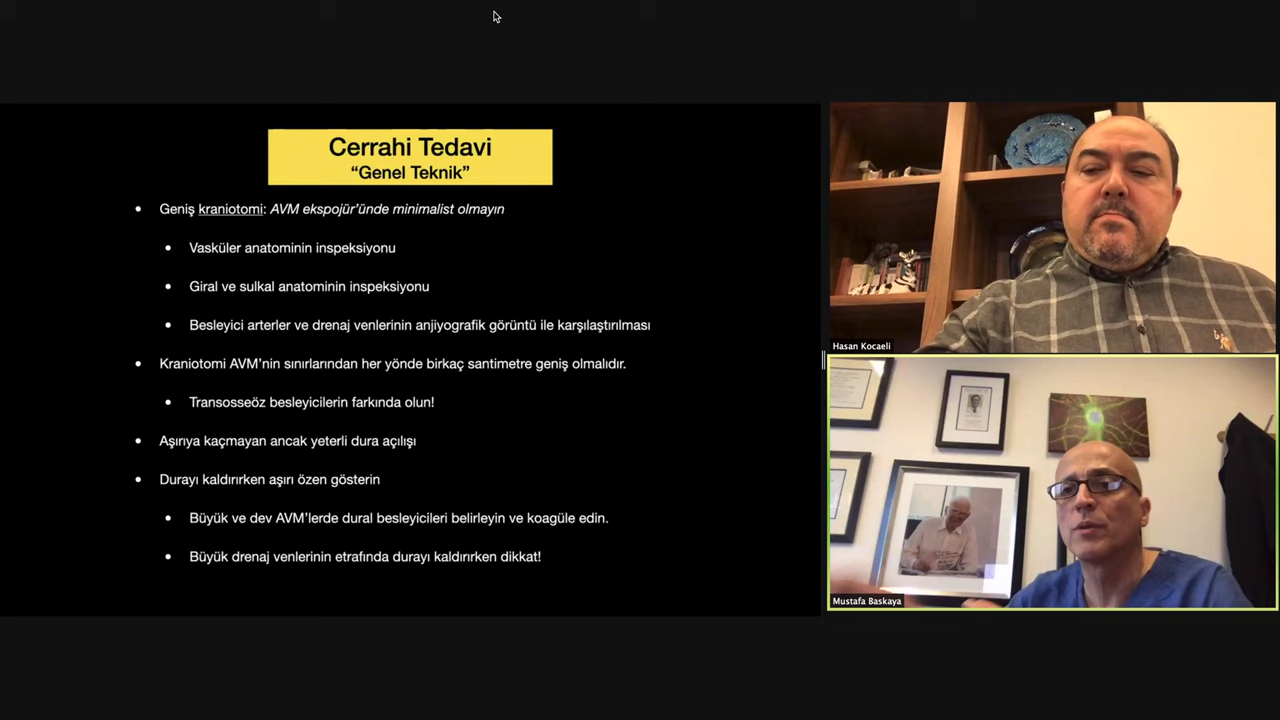 Cerrahi Tedavi
“Genel Teknik”
Geniş kraniotomi: AVM ekspojür’ünde minimalist olmayın
Vasküler anatominin inspeksiyonu
Giral ve sulkal anatominin inspeksiyonu
Besleyici arterler ve drenaj venlerinin anjiyografik görüntü ile karşılaştırılması
Kraniotomi AVM’nin sınırlarından her yönde birkaç santimetre geniş olmalıdır.
Transosseöz besleyicilerin farkında olun!
Aşırıya kaçmayan ancak yeterli dura açılışı
Durayı kaldırırken aşırı özen gösterin
Büyük ve dev AVM’lerde dural besleyicileri belirleyin ve koagüle edin.
Büyük drenaj venlerinin etrafında durayı kaldırırken dikkat!
Hasan Kocaeli
Mustafa Baskaya